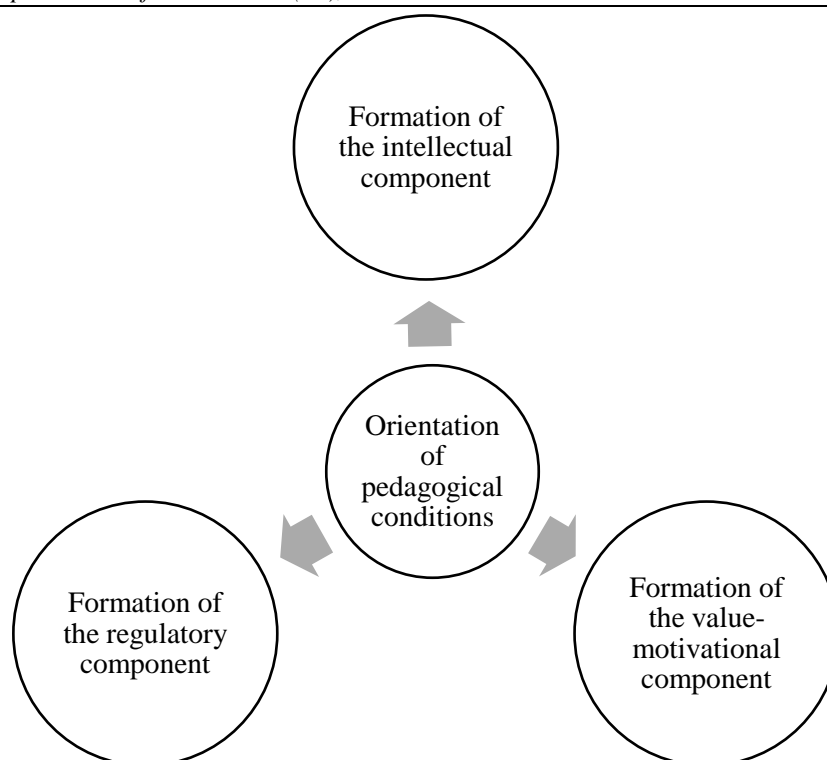 Formation of
the intellectual
component
Orientation
of
pedagogical
conditions
Formation of
the regulatory
component
Formation of
the value-
motivational
component